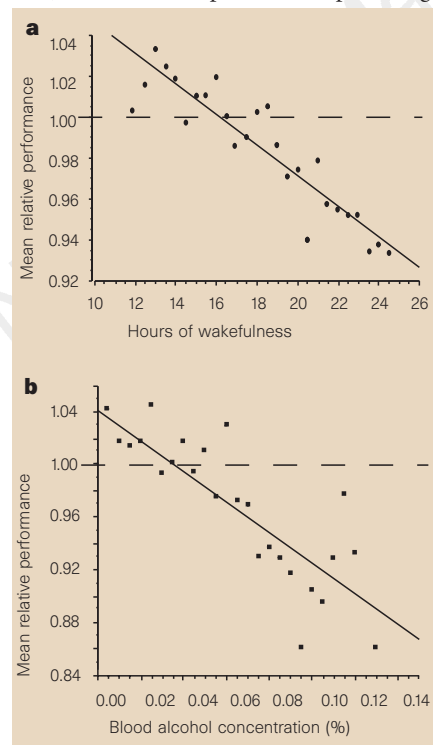 a
1.04
1.02
1.00
0.98
0.96
0.94
0.92
Mean relative performance
10 12 14 16 18 20 22 24 26
Hours of wakefulness
b
1.04
1.00
0.96
0.92
0.88
0.84
Mean relative performance
0.00 0.02 0.04 0.06 0.08 0.10 0.12 0.14
Blood alcohol concentration (%)